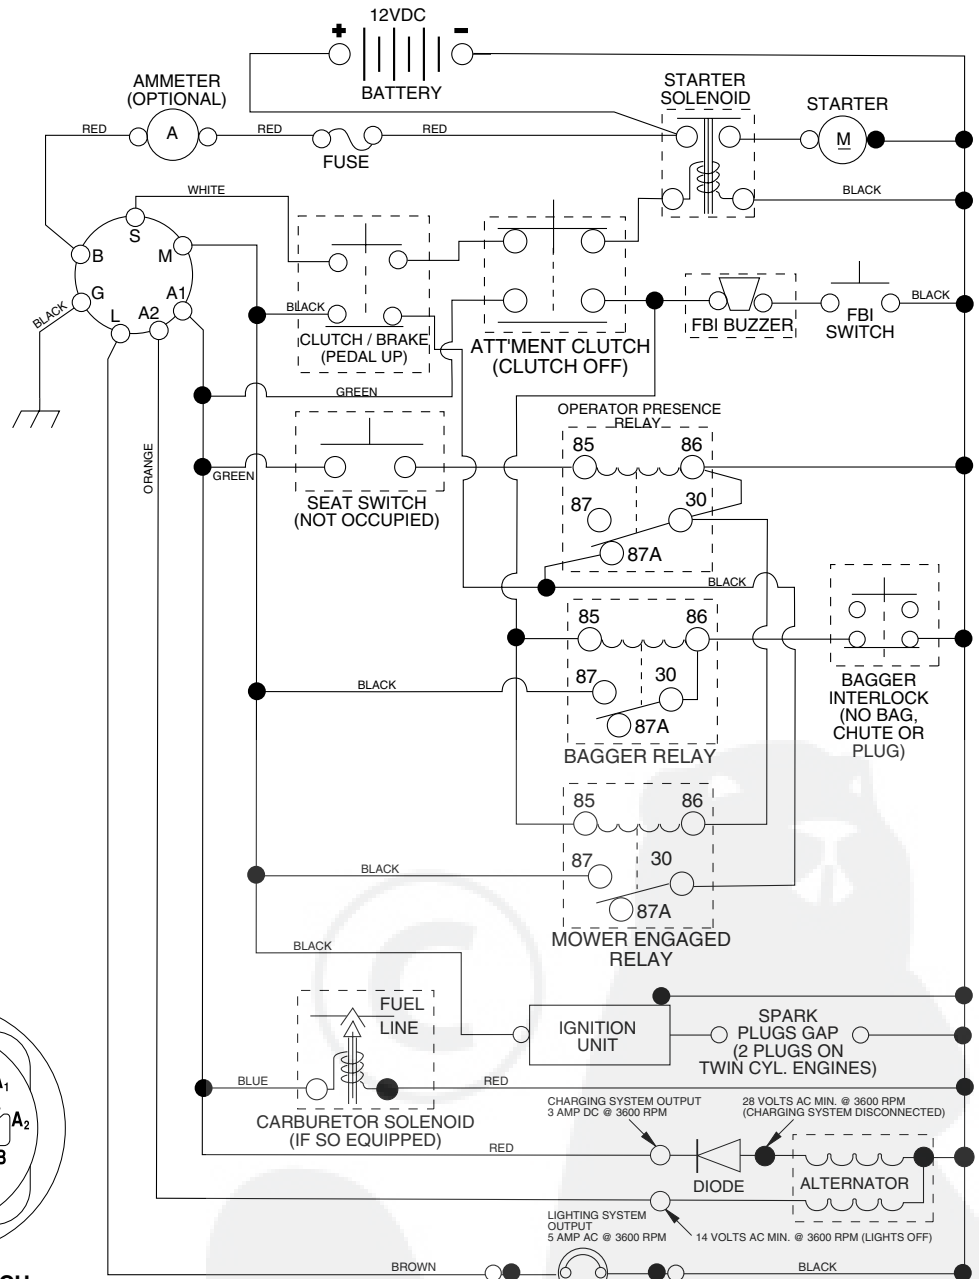 12VDC
+ -
BATTERY
AMMETER
(OPTIONAL)
STARTER
SOLENOID
STARTER
RED
A
RED
RED
FUSE
M
WHITE
BLACK
S
B
M
G
A1
L
A2
BLACK
BLACK
CLUTCH / BRAKE
(PEDAL UP)
ATT'MENT CLUTCH
(CLUTCH OFF)
FBI BUZZER
FBI
SWITCH
BLACK
GREEN
OPERATOR PRESENCE
RELAY
ORANGE
GREEN
SEAT SWITCH
(NOT OCCUPIED)
85
86
87
30
87A
BLACK
85
86
87
30
87A
BLACK
BAGGER RELAY
BAGGER
INTERLOCK
(NO BAG,
CHUTE OR
PLUG)
85
86
87
30
87A
BLACK
MOWER ENGAGED
RELAY
BLACK
©
FUEL
LINE
IGNITION
UNIT
SPARK
PLUGS GAP
(2 PLUGS ON
TWIN CYL. ENGINES)
BLUE
RED
CARBURETOR SOLENOID
(IF SO EQUIPPED)
CHARGING SYSTEM OUTPUT
3 AMP DC @ 3600 RPM
28 VOLTS AC MIN. @ 3600 RPM
(CHARGING SYSTEM DISCONNECTED)
RED
DIODE
ALTERNATOR
LIGHTING SYSTEM
OUTPUT
5 AMP AC @ 3600 RPM
14 VOLTS AC MIN. @ 3600 RPM (LIGHTS OFF)
BROWN
BLACK
A2